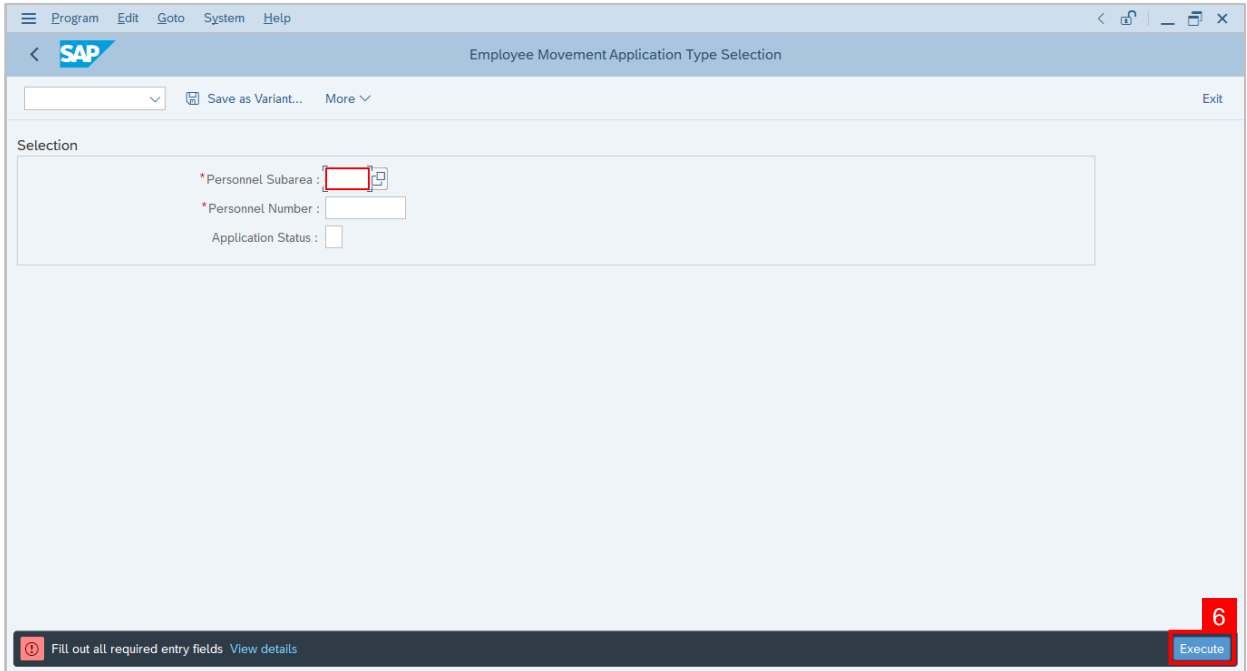 Program Edit Goto System Help
SAP Employee Movement Application Type Selection
Save as Variant... More Exit
Selection
*Personnel Subarea :
*Personnel Number :
Application Status :
6
Fill out all required entry fields View details Execute